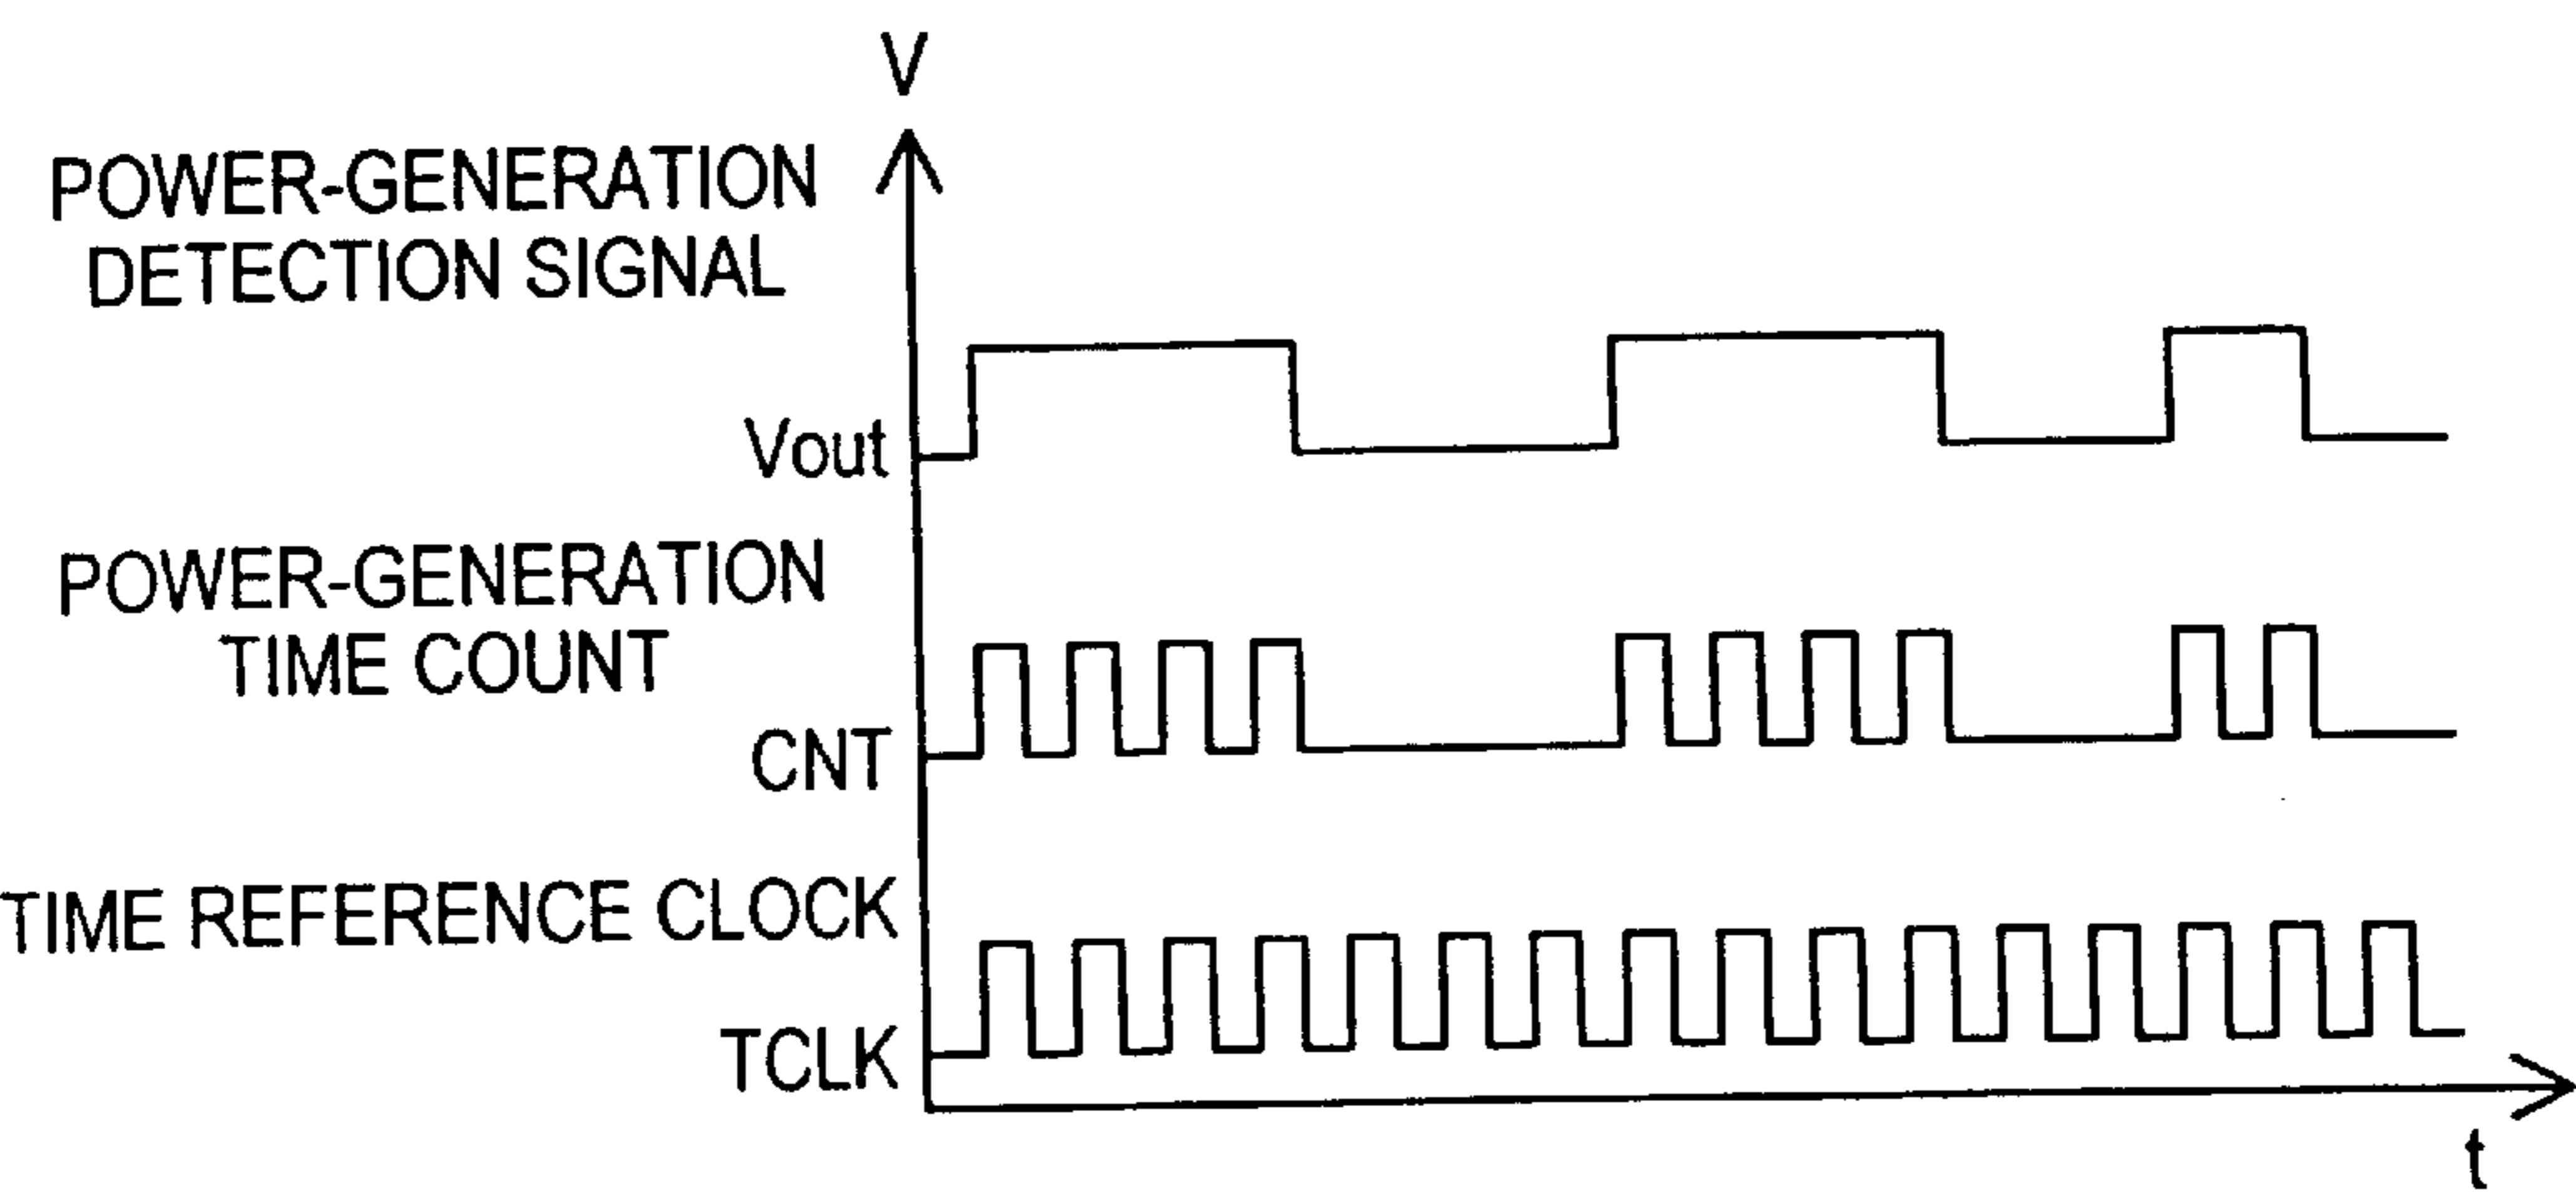 V
POWER-GENERATION
DETECTION SIGNAL
Vout
POWER-GENERATION
TIME COUNT
CNT
TIME REFERENCE CLOCK
TCLK
t